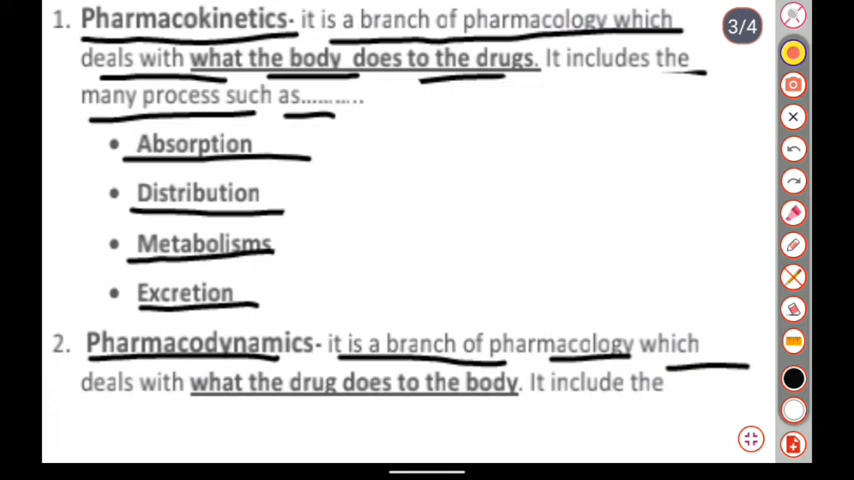 1. Pharmacokinetics- it is a branch of pharmacology which
3/4
deals with what the body does to the drugs. It includes the
many process such as..........
• Absorption
• Distribution
• Metabolisms
• Excretion
2. Pharmacodynamics- it is a branch of pharmacology which
deals with what the drug does to the body. It include the